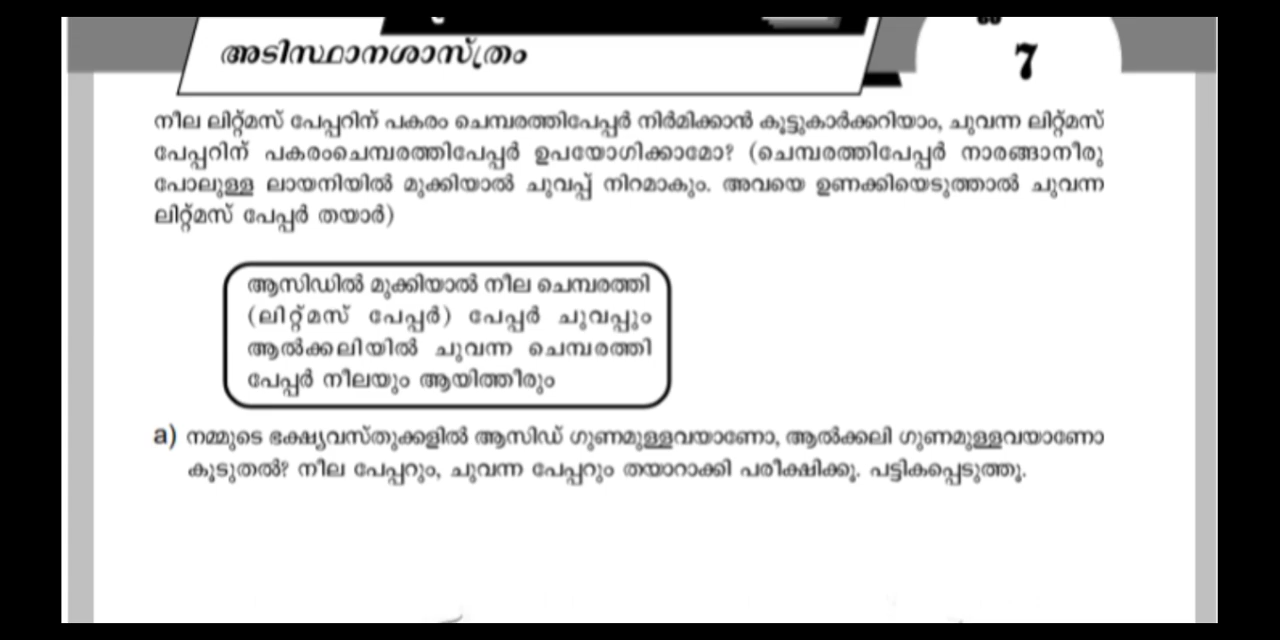 അടിസ്ഥാനശാസ്ത്രം
7
നീല ലിറ്റ്മസ് പേപ്പറിന് പകരം ചെമ്പരത്തിപേപ്പർ നിർമിക്കാൻ കൂട്ടുകാർക്കറിയാം, ചുവന്ന ലിറ്റ്മസ്
പേപ്പറിന് പകരംചെമ്പരത്തിപേപ്പർ ഉപയോഗിക്കാമോ? (ചെമ്പരത്തിപേപ്പർ നാരങ്ങാനീരു
പോലുള്ള ലായനിയിൽ മുക്കിയാൽ ചുവപ്പ് നിറമാകും. അവയെ ഉണക്കിയെടുത്താൽ ചുവന്ന
ലിറ്റ്മസ് പേപ്പർ തയാർ)
ആസിഡിൽ മുക്കിയാൽ നീല ചെമ്പരത്തി
(ലിറ്റ്മസ് പേപ്പർ) പേപ്പർ ചുവപ്പും
ആൽക്കലിയിൽ ചുവന്ന ചെമ്പരത്തി
പേപ്പർ നീലയും ആയിത്തീരും
a) നമ്മുടെ ഭക്ഷ്യവസ്തുക്കളിൽ ആസിഡ് ഗുണമുള്ളവയാണോ, ആൽക്കലി ഗുണമുള്ളവയാണോ
കൂടുതൽ? നീല പേപ്പറും, ചുവന്ന പേപ്പറും തയാറാക്കി പരീക്ഷിക്കൂ. പട്ടികപ്പെടുത്തൂ.